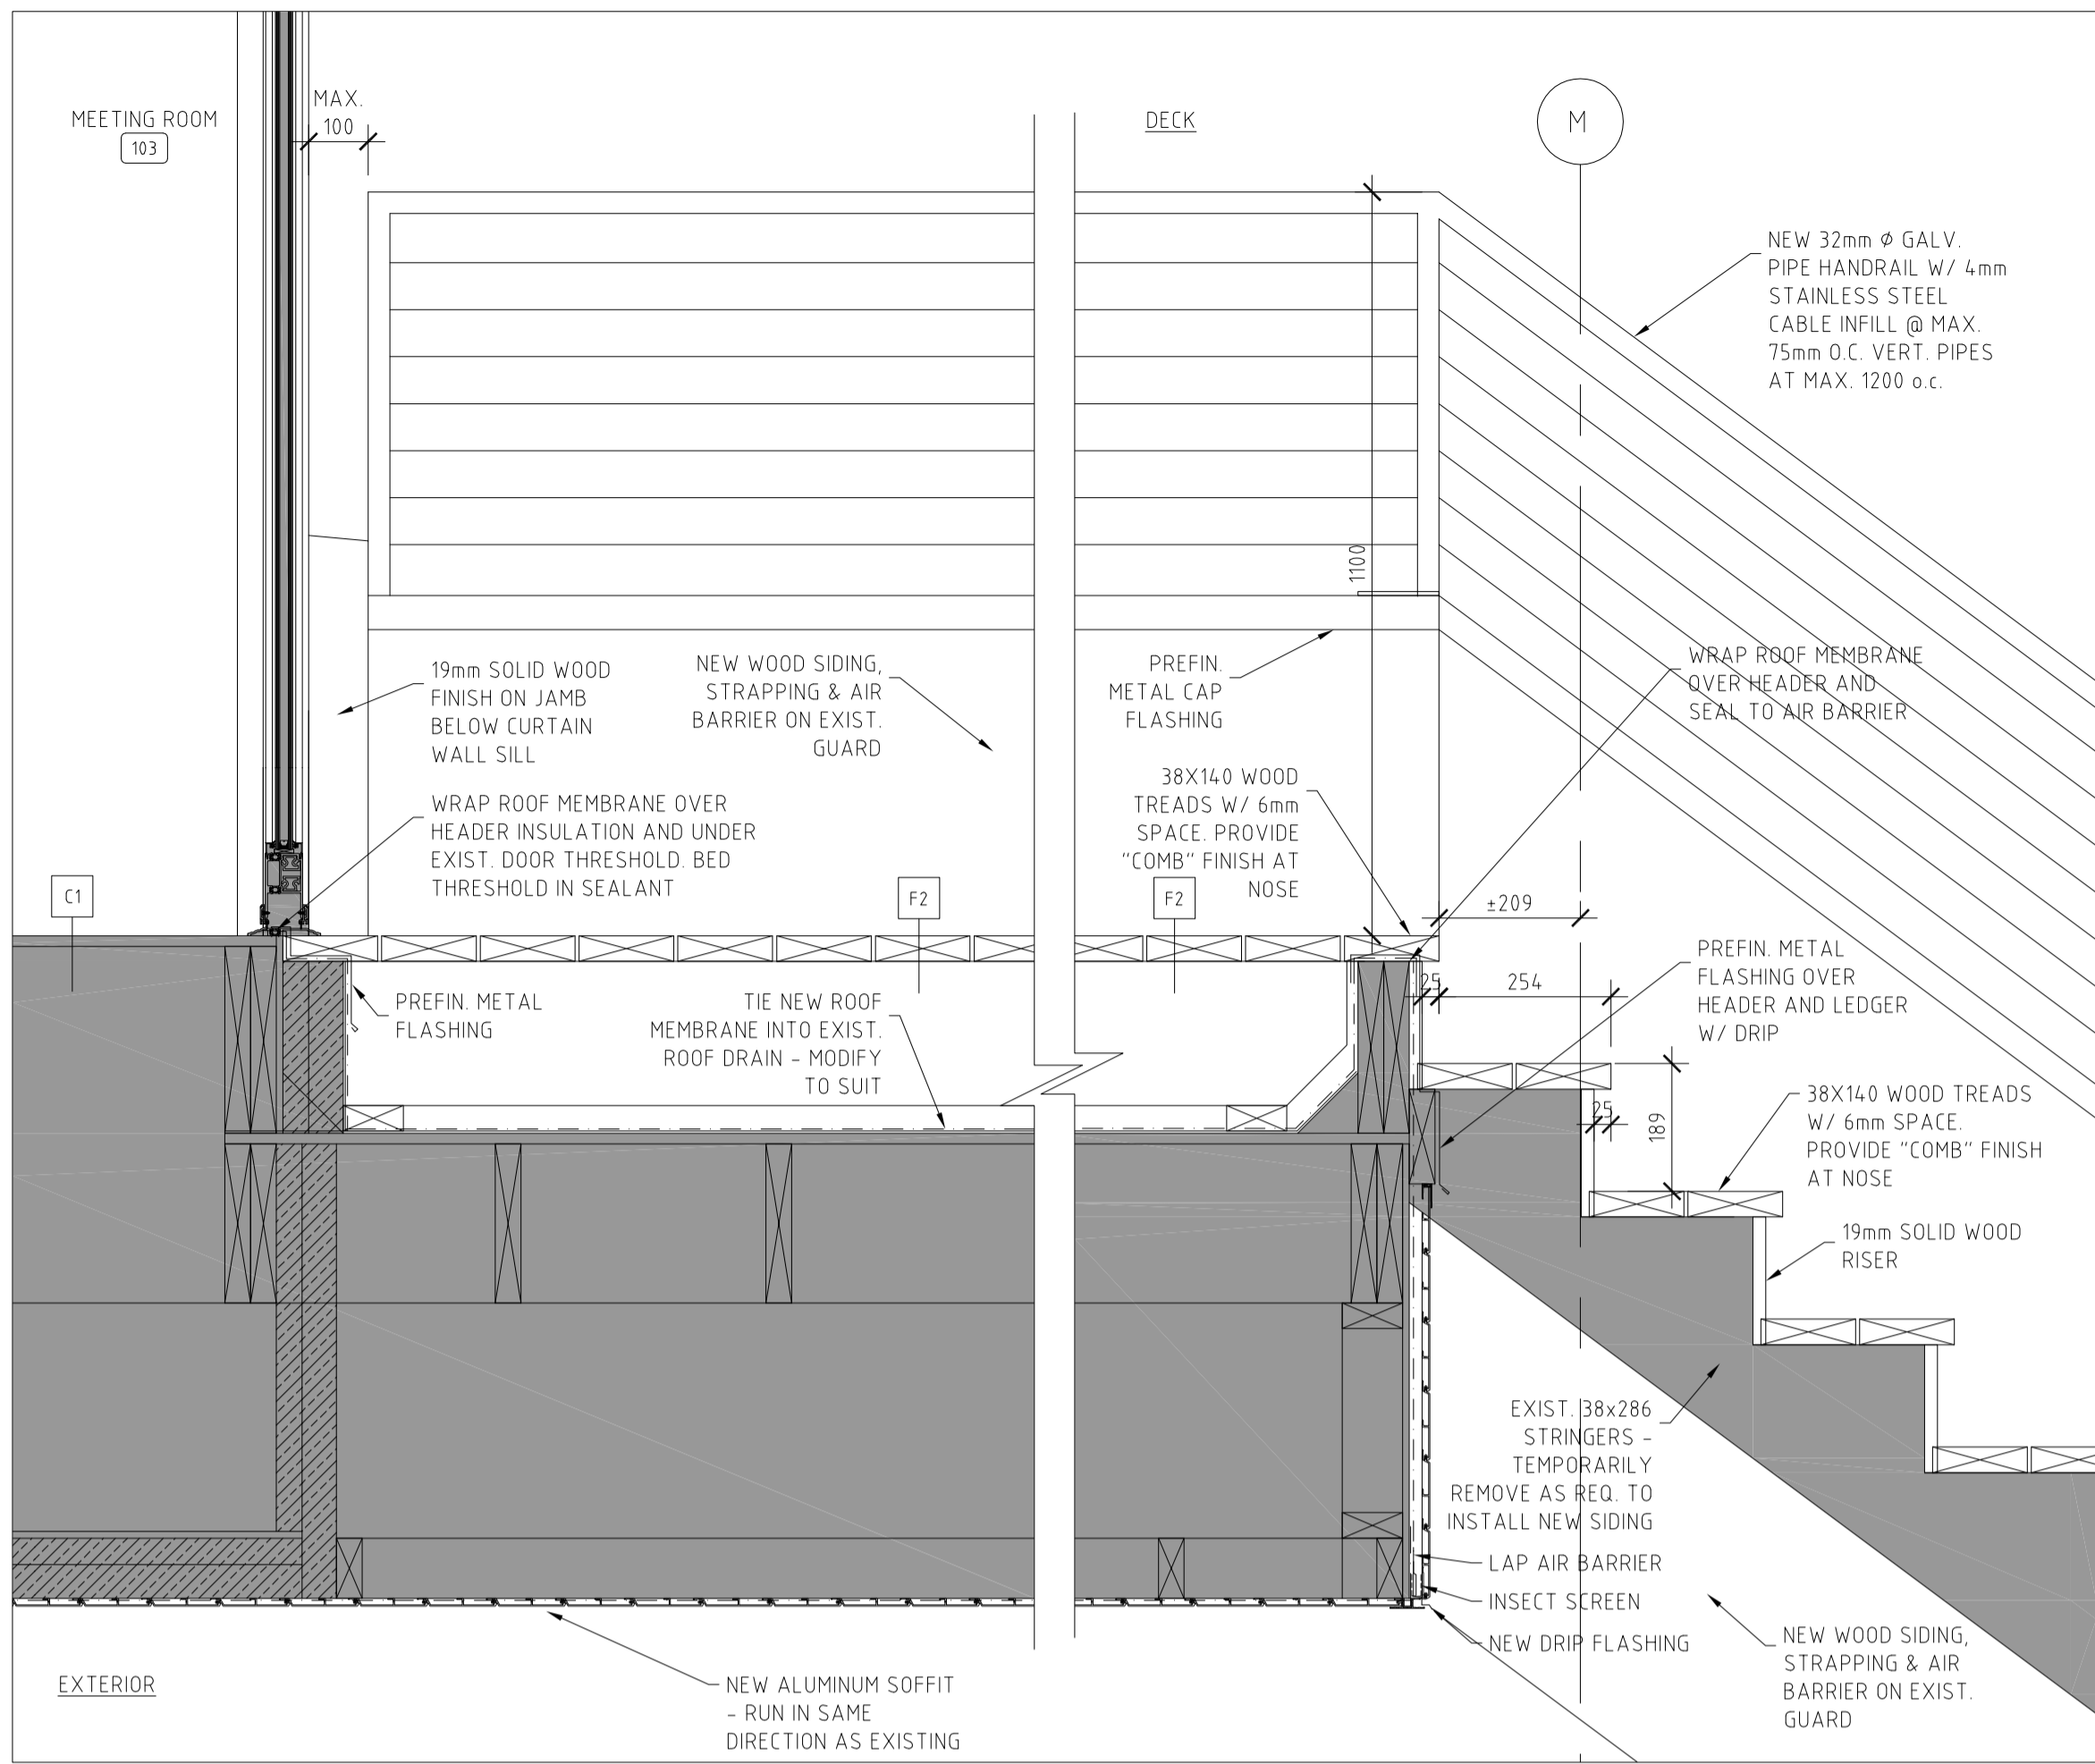 MEETING ROOM
103
MAX.
100
DECK
M
NEW 32mm Ø GALV.
PIPE HANDRAIL W/ 4mm
STAINLESS STEEL
CABLE INFILL @ MAX.
75mm O.C. VERT. PIPES
AT MAX. 1200 o.c.
1100
19mm SOLID WOOD
FINISH ON JAMB
BELOW CURTAIN
WALL SILL
NEW WOOD SIDING,
STRAPPING & AIR
BARRIER ON EXIST.
GUARD
PREFIN.
METAL CAP
FLASHING
WRAP ROOF MEMBRANE
OVER HEADER AND
SEAL TO AIR BARRIER
WRAP ROOF MEMBRANE OVER
HEADER INSULATION AND UNDER
EXIST. DOOR THRESHOLD. BED
THRESHOLD IN SEALANT
38X140 WOOD
TREADS W/ 6mm
SPACE. PROVIDE
"COMB" FINISH AT
NOSE
C1
F2
F2
±209
PREFIN. METAL
FLASHING OVER
HEADER AND LEDGER
W/ DRIP
25
254
PREFIN. METAL
FLASHING
TIE NEW ROOF
MEMBRANE INTO EXIST.
ROOF DRAIN - MODIFY
TO SUIT
25
189
38X140 WOOD TREADS
W/ 6mm SPACE.
PROVIDE "COMB" FINISH
AT NOSE
19mm SOLID WOOD
RISER
EXIST. 38x286
STRINGERS -
TEMPORARILY
REMOVE AS REQ. TO
INSTALL NEW SIDING
LAP AIR BARRIER
INSECT SCREEN
NEW DRIP FLASHING
NEW WOOD SIDING,
STRAPPING & AIR
BARRIER ON EXIST.
GUARD
EXTERIOR
NEW ALUMINUM SOFFIT
- RUN IN SAME
DIRECTION AS EXISTING